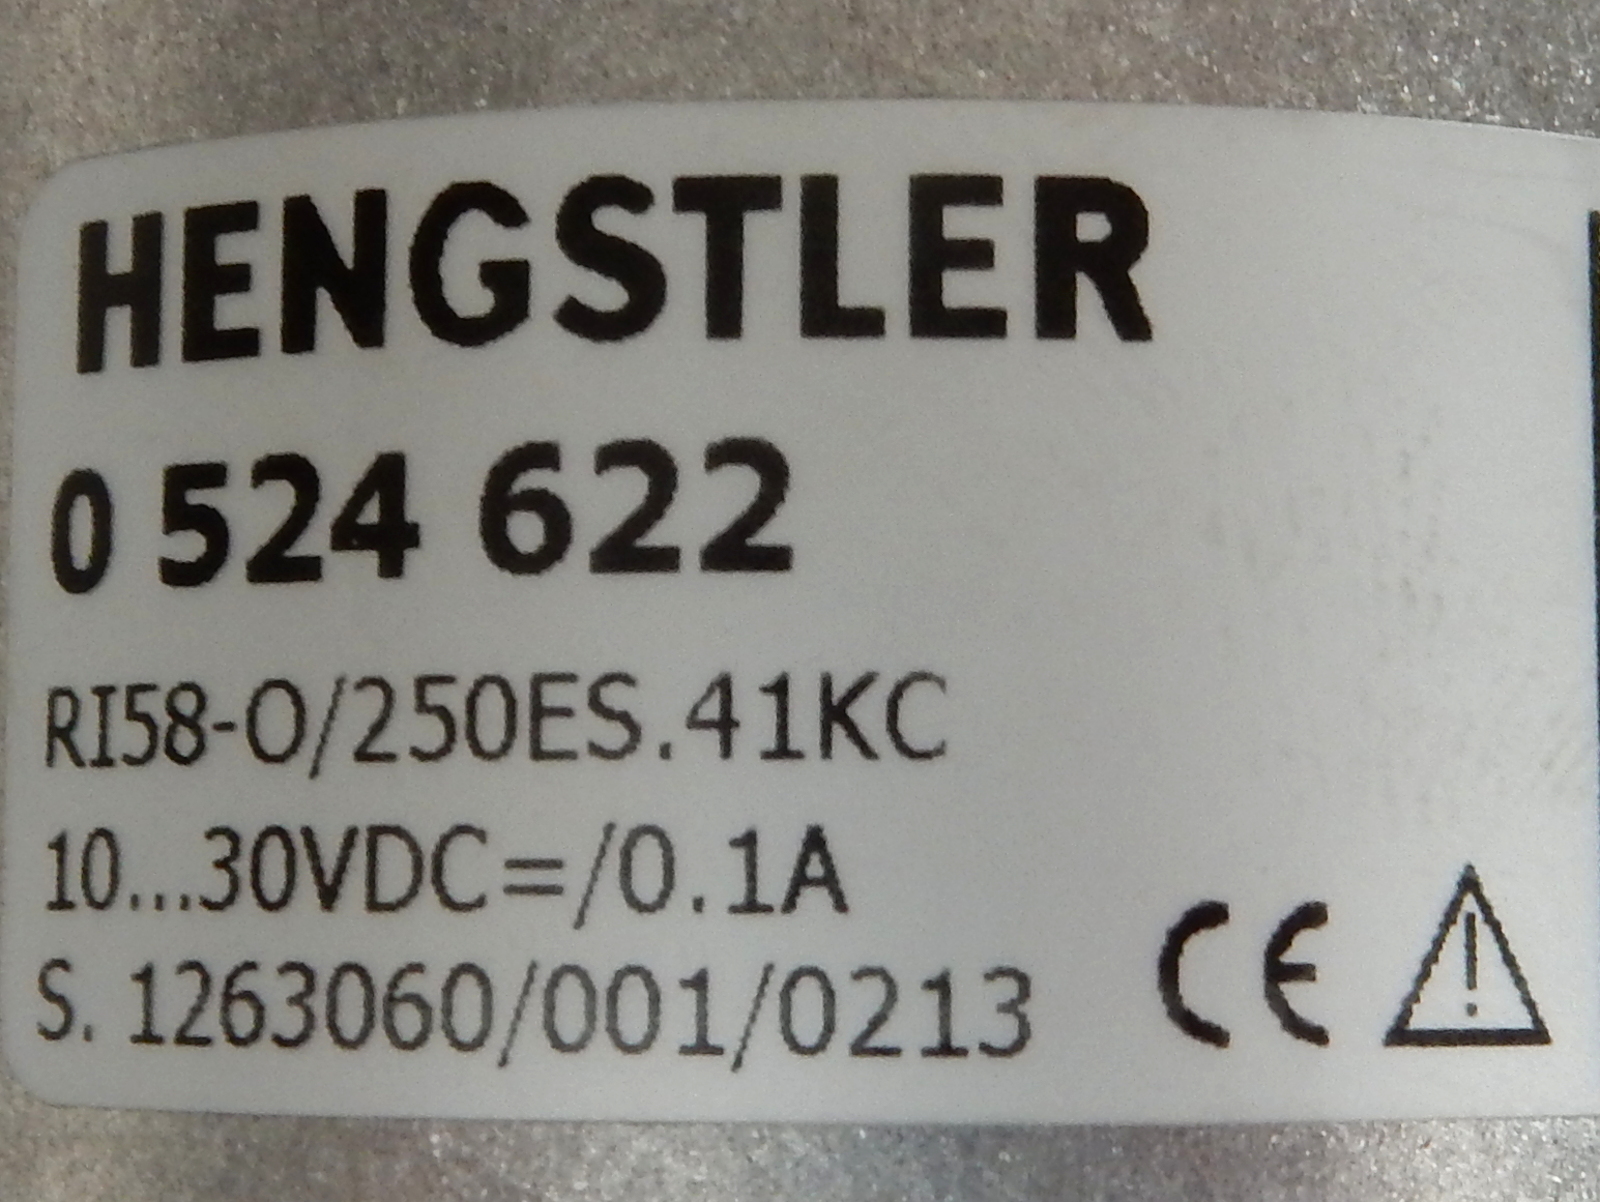 HENGSTLER
0 524 622
RI58-O/250ES.41KC
10...30VDC=/0.1A
S. 1263060/001/0213
CE